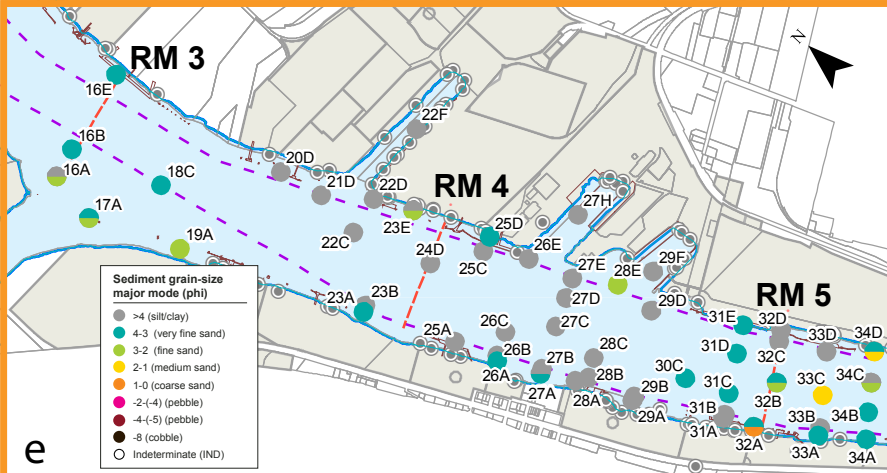 N
RM 3
16E
16B
16A
17A
18C
19A
20D
21D
22F
22D
23E
22C
RM 4
24D
25D
25C
26E
27H
27E
28E
29F
27D
29D
27C
23A
23B
25A
26C
26B
26A
27B
27A
28C
28B
28A
29B
29A
30C
RM 5
31E
32D
31D
32C
33D
34D
31C
32B
33C
34C
31B
31A
32A
33B
33A
34B
34A
Sediment grain-size
major mode (phi)
>4 (silt/clay)
4-3 (very fine sand)
3-2 (fine sand)
2-1 (medium sand)
1-0 (coarse sand)
-2-(-4) (pebble)
-4-(-5) (pebble)
-8 (cobble)
Indeterminate (IND)
e